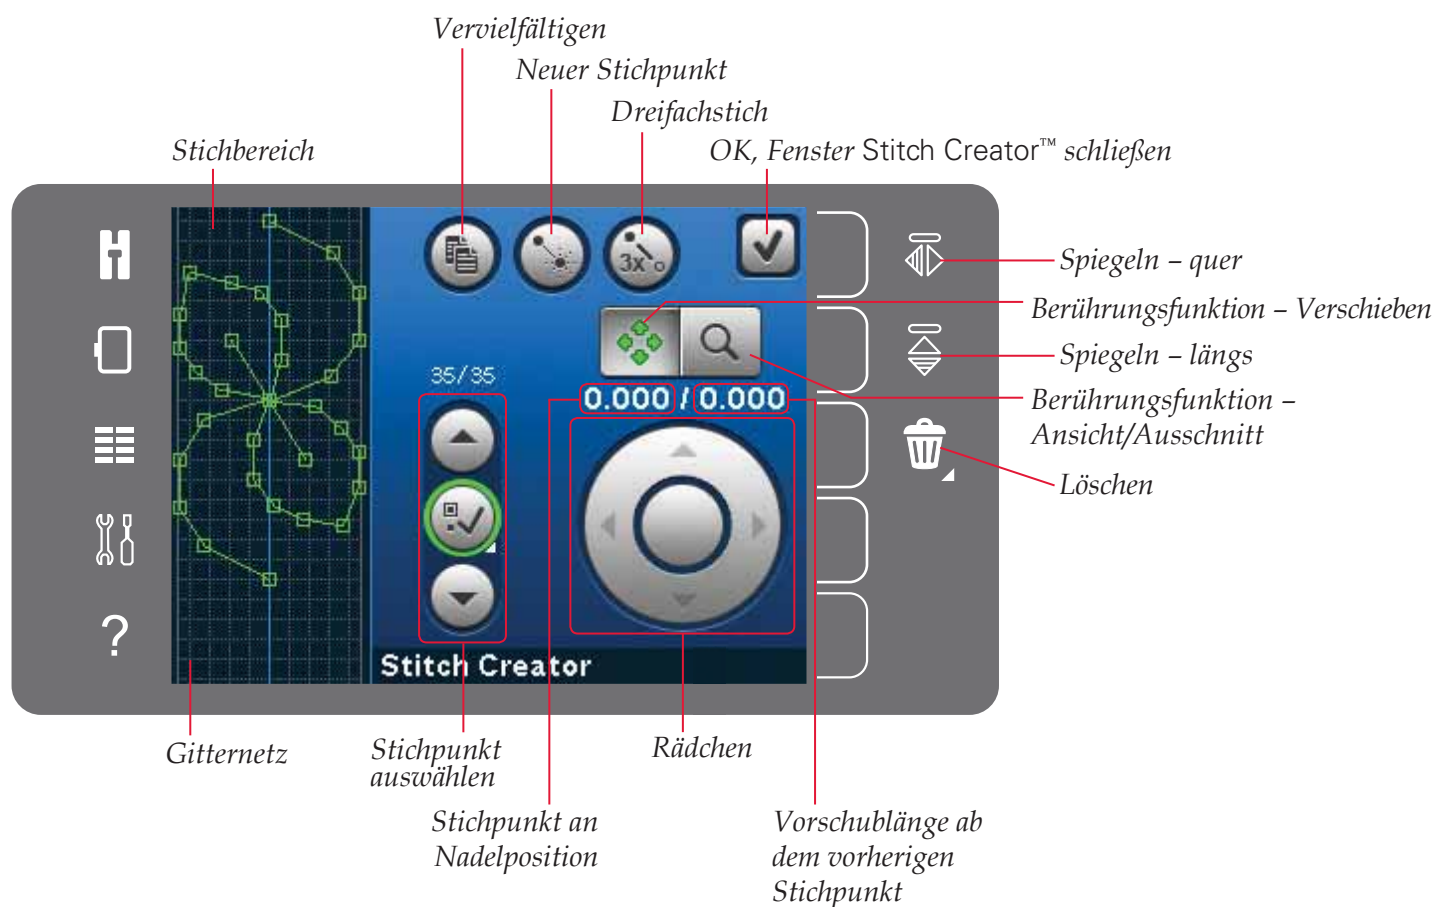 Vervielfältigen
Neuer Stichpunkt
Dreifachstich
Stichbereich
OK, Fenster Stitch Creator™ schließen
3x
Spiegeln – quer
Berührungsfunktion – Verschieben
Spiegeln – längs
35/35
0.000 / 0.000
Berührungsfunktion –
Ansicht/Ausschnitt
Löschen
?
Stitch Creator
Gitternetz
Stichpunkt
auswählen
Rädchen
Stichpunkt an
Nadelposition
Vorschublänge ab
dem vorherigen
Stichpunkt